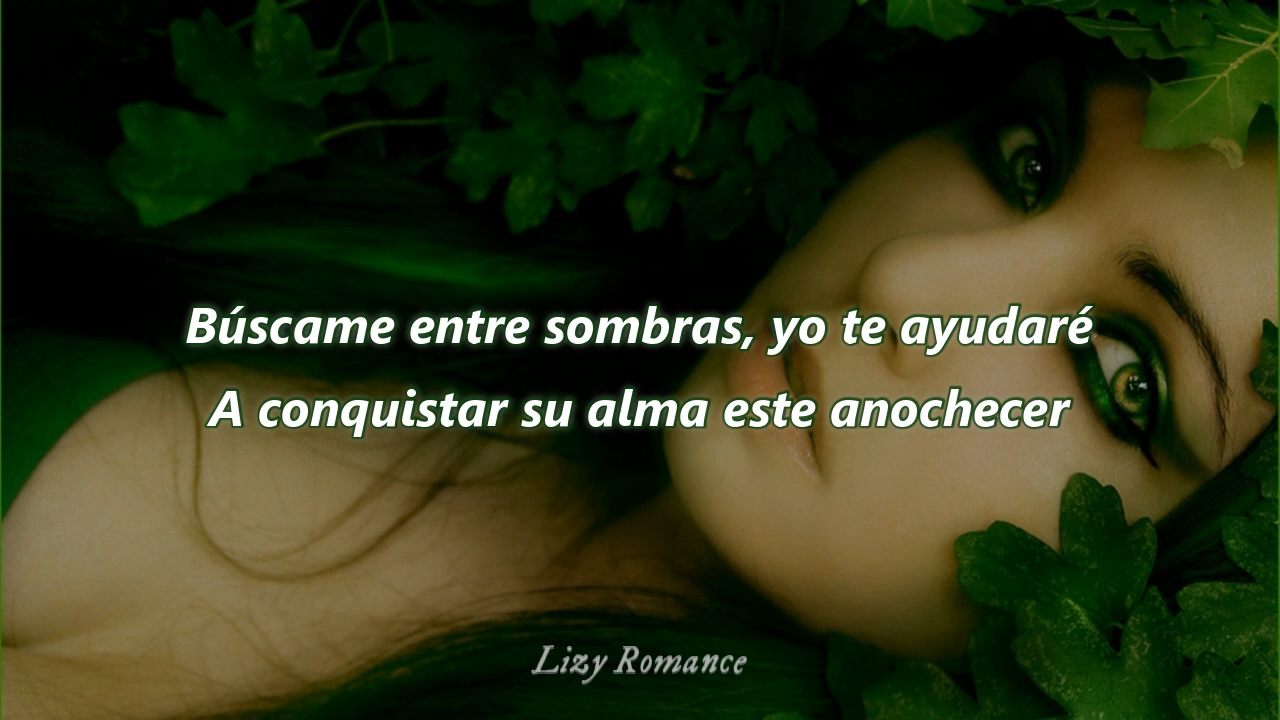 Búscame entre sombras, yo te ayudaré
A conquistar su alma este anochecer
Lizy Romance